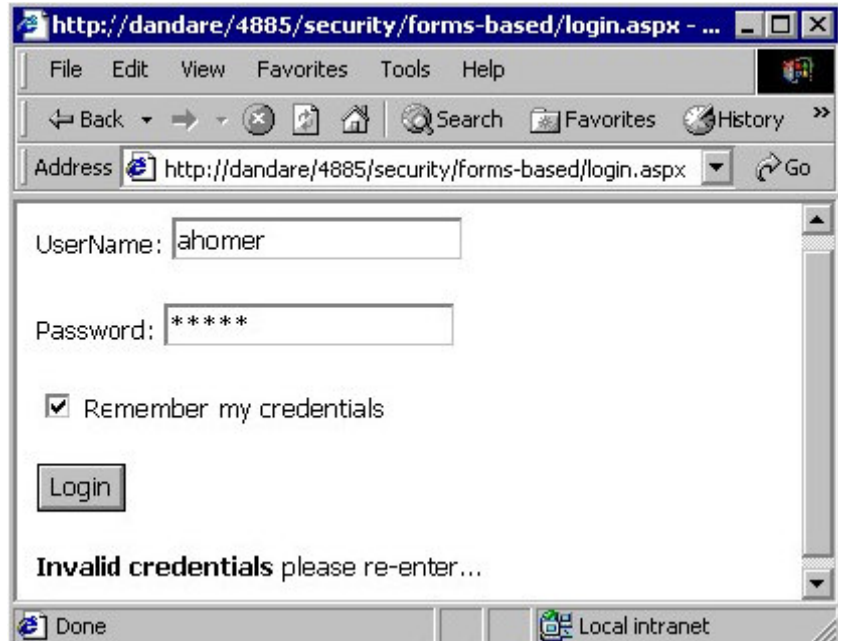 http://dandare/4885/security/forms-based/login.aspx - ...
File Edit View Favorites Tools Help
Back Search Favorites History »
Address http://dandare/4885/security/forms-based/login.aspx Go
UserName: ahomer
Password: *****
Remember my credentials
Login
Invalid credentials please re-enter...
Done Local intranet